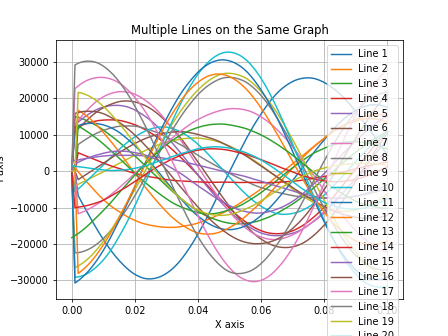 Multiple Lines on the Same Graph
30000
20000
10000
0
−10000
−20000
−30000
0.00
0.02
0.04
0.06
X axis
Line 1
Line 2
Line 3
Line 4
Line 5
Line 6
Line 7
Line 8
Line 9
Line 10
Line 11
Line 12
Line 13
Line 14
Line 15
Line 16
Line 17
Line 18
Line 19
Line 20